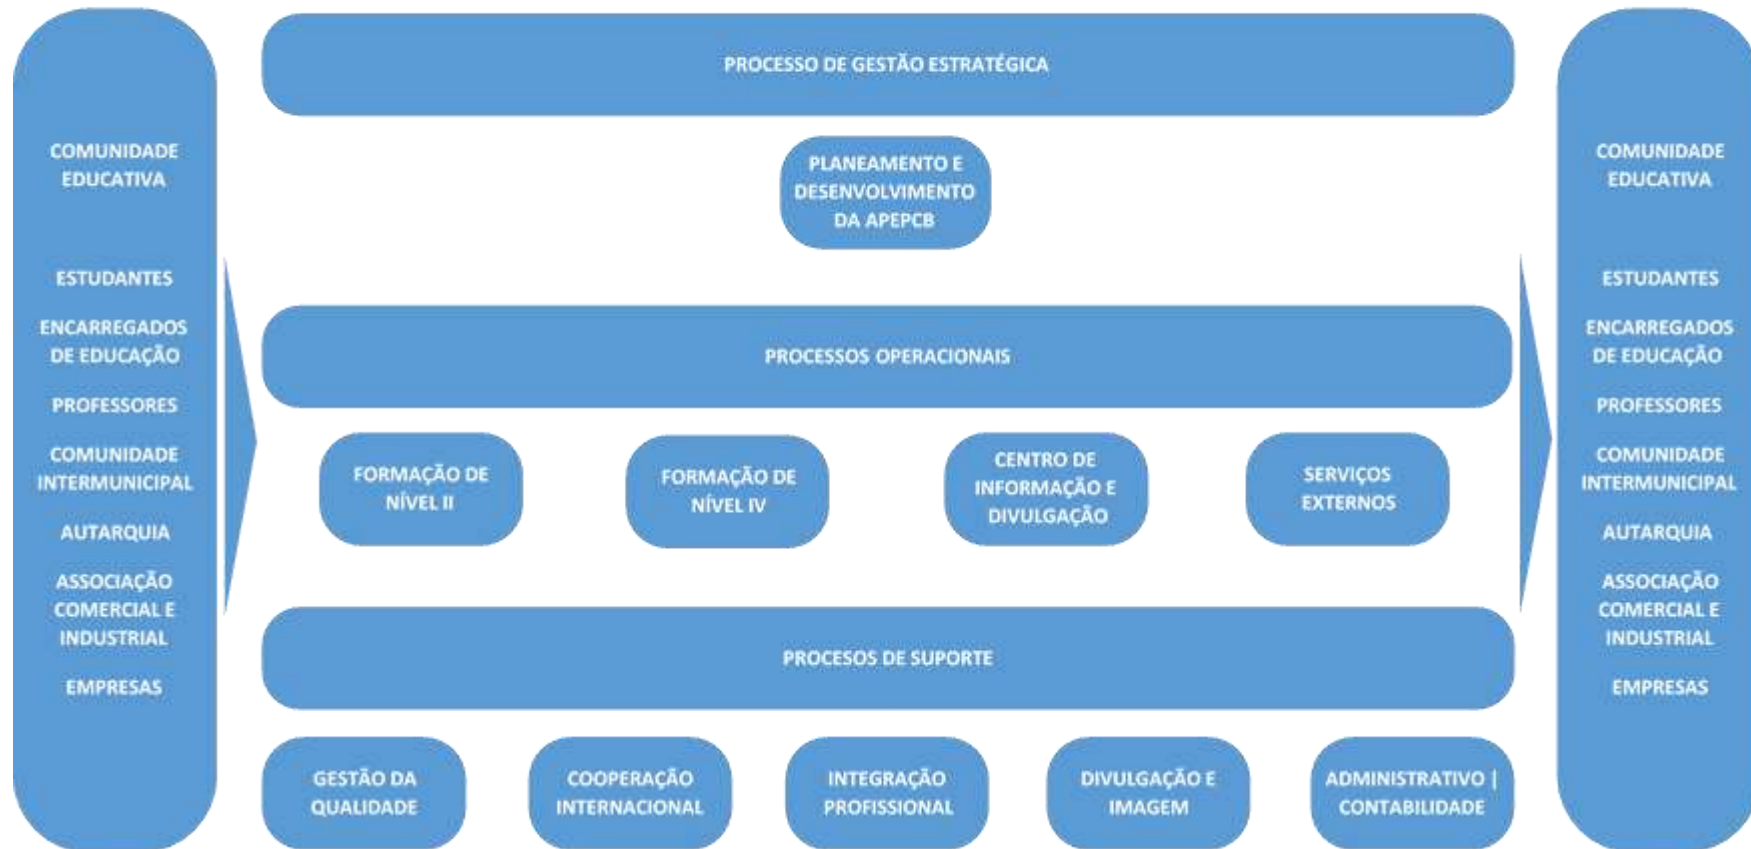 COMUNIDADE
EDUCATIVA
ESTUDANTES
ENCARREGADOS
DE EDUCAÇÃO
PROFESSORES
COMUNIDADE
INTERMUNICIPAL
AUTARQUIA
ASSOCIAÇÃO
COMERCIAL E
INDUSTRIAL
EMPRESAS
PROCESSO DE GESTÃO ESTRATÉGICA
PLANEAMENTO E
DESENVOLVIMENTO
DA APEPCB
PROCESSOS OPERACIONAIS
FORMAÇÃO DE
NÍVEL II
FORMAÇÃO DE
NÍVEL IV
CENTRO DE
INFORMAÇÃO E
DIVULGAÇÃO
SERVIÇOS
EXTERNOS
PROCESOS DE SUPORTE
GESTÃO DA
QUALIDADE
COOPERAÇÃO
INTERNACIONAL
INTEGRAÇÃO
PROFISSIONAL
DIVULGAÇÃO E
IMAGEM
ADMINISTRATIVO |
CONTABILIDADE
COMUNIDADE
EDUCATIVA
ESTUDANTES
ENCARREGADOS
DE EDUCAÇÃO
PROFESSORES
COMUNIDADE
INTERMUNICIPAL
AUTARQUIA
ASSOCIAÇÃO
COMERCIAL E
INDUSTRIAL
EMPRESAS